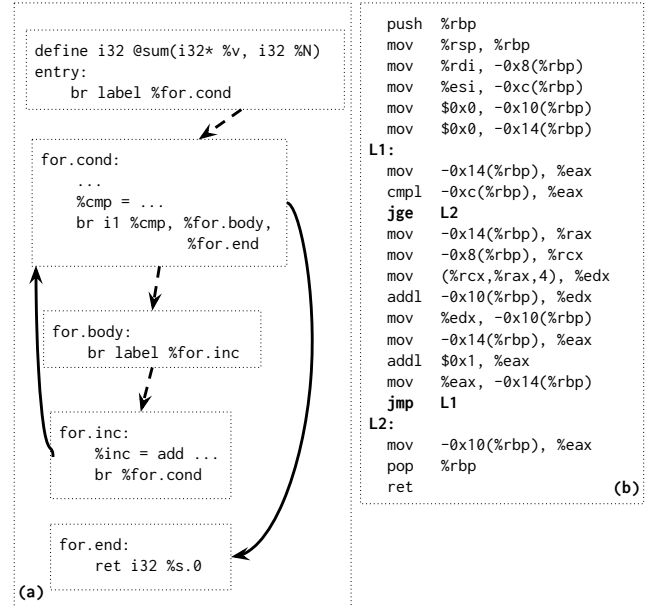 define i32 @sum(i32* %v, i32 %N)
entry:
    br label %for.cond
for.cond:
    ...
    %cmp = ...
    br i1 %cmp, %for.body,
                %for.end
for.body:
    br label %for.inc
for.inc:
    %inc = add ...
    br %for.cond
for.end:
    ret i32 %s.0
(a)
push %rbp
mov %rsp, %rbp
mov %rdi, -0x8(%rbp)
mov %esi, -0xc(%rbp)
mov $0x0, -0x10(%rbp)
mov $0x0, -0x14(%rbp)
L1:
mov -0x14(%rbp), %eax
cmpl -0xc(%rbp), %eax
jge L2
mov -0x14(%rbp), %rax
mov -0x8(%rbp), %rcx
mov (%rcx,%rax,4), %edx
addl -0x10(%rbp), %edx
mov %edx, -0x10(%rbp)
mov -0x14(%rbp), %eax
addl $0x1, %eax
mov %eax, -0x14(%rbp)
jmp L1
L2:
mov -0x10(%rbp), %eax
pop %rbp
ret
(b)